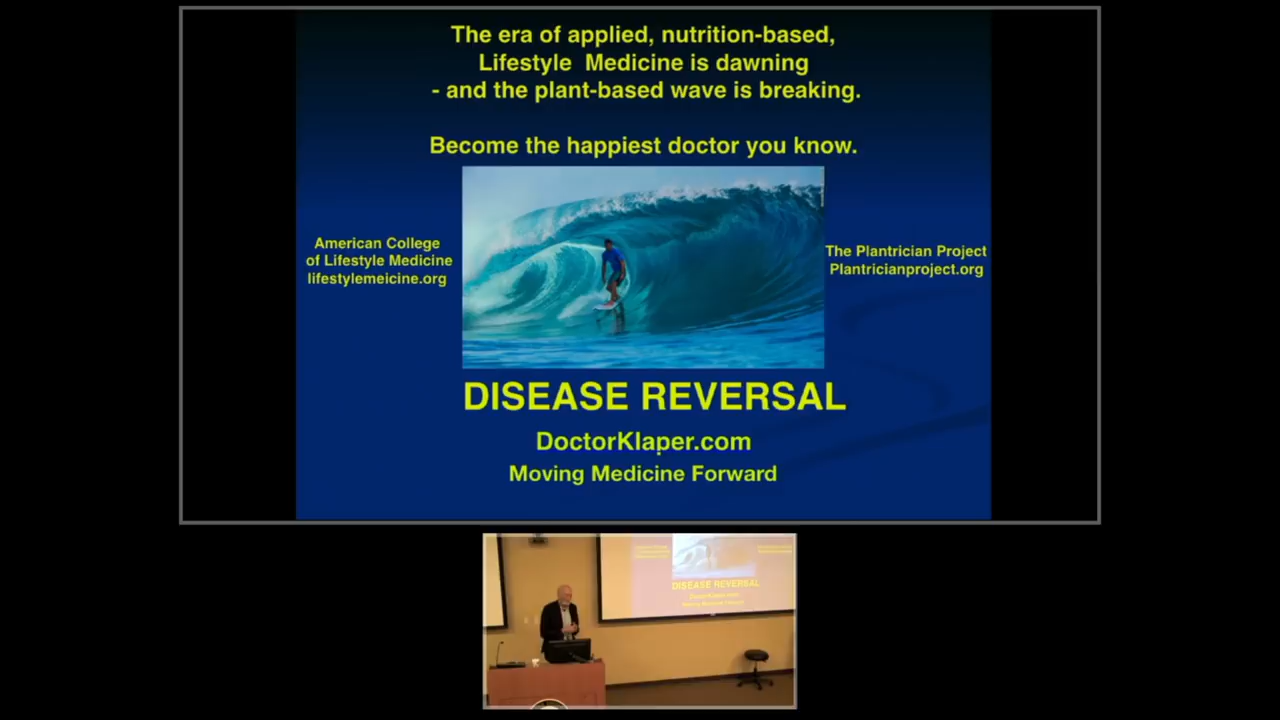 The era of applied, nutrition-based,
Lifestyle Medicine is dawning
- and the plant-based wave is breaking.
Become the happiest doctor you know.
American College
of Lifestyle Medicine
lifestylemeicine.org
The Plantrician Project
Plantricianproject.org
DISEASE REVERSAL
DoctorKlaper.com
Moving Medicine Forward
DISEASE REVERSAL